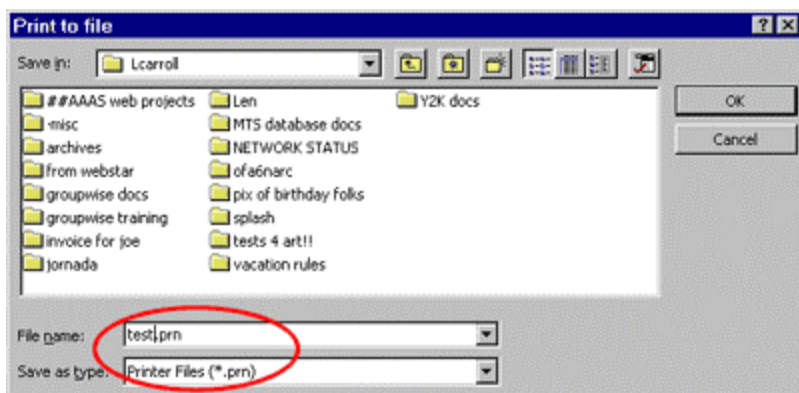 Print to file
Save in: Lcarroll
##AAAS web projects Len Y2K docs
-misc MTS database docs
archives NETWORK STATUS
from webstar ofa6narc
groupwise docs pix of birthday folks
groupwise training splash
invoice for joe tests 4 art!!
jornada vacation rules
OK
Cancel
File name: test.prn
Save as type: Printer Files (*.prn)